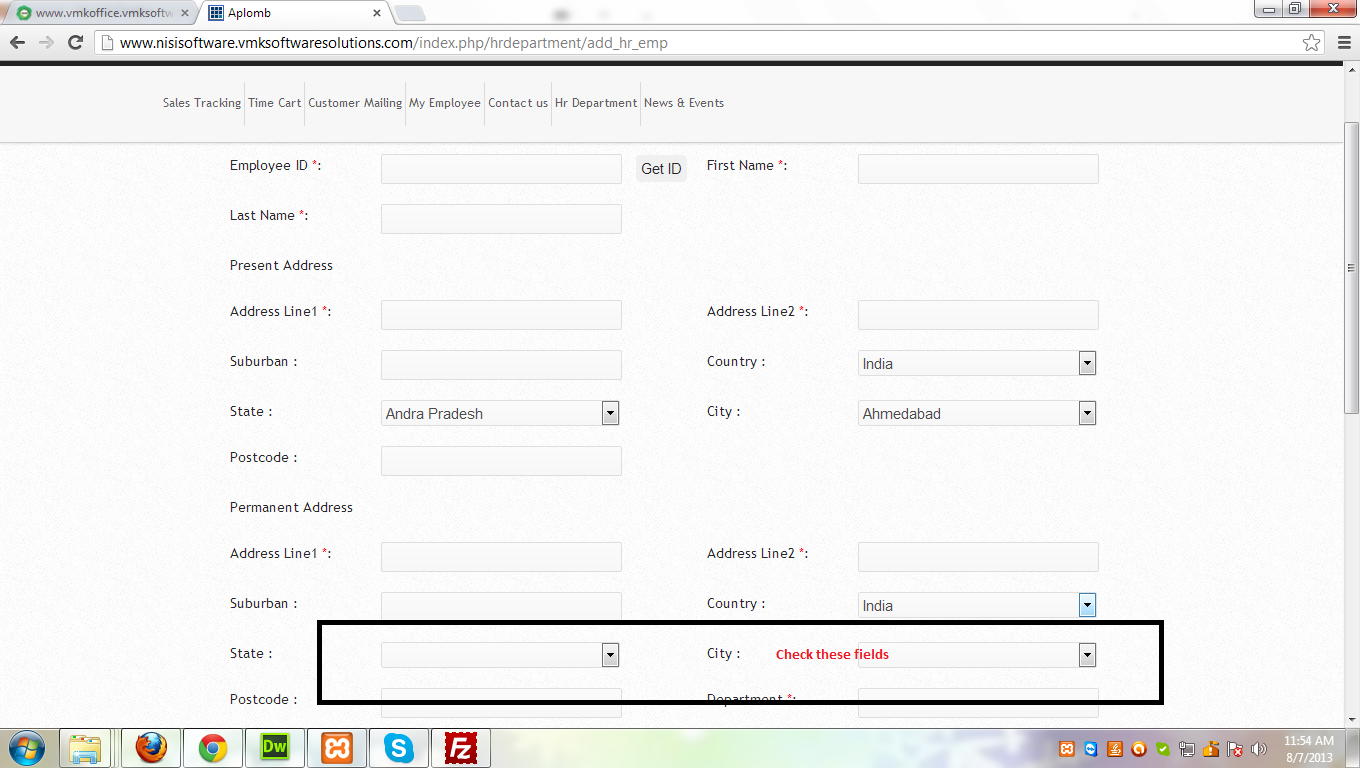 www.vmkoffice.vmksoftw
Aplomb
www.nisisoftware.vmksoftwaresolutions.com/index.php/hrdepartment/add_hr_emp
Sales Tracking Time Cart Customer Mailing My Employee Contact us Hr Department News & Events
Employee ID *: Get ID First Name *:
Last Name *:
Present Address
Address Line1 *: Address Line2 *:
Suburban : Country : India
State : Andra Pradesh City : Ahmedabad
Postcode :
Permanent Address
Address Line1 *: Address Line2 *:
Suburban : Country : India
State : City : Check these fields
Postcode : Department *:
Dw
Fz
11:54 AM
8/7/2013